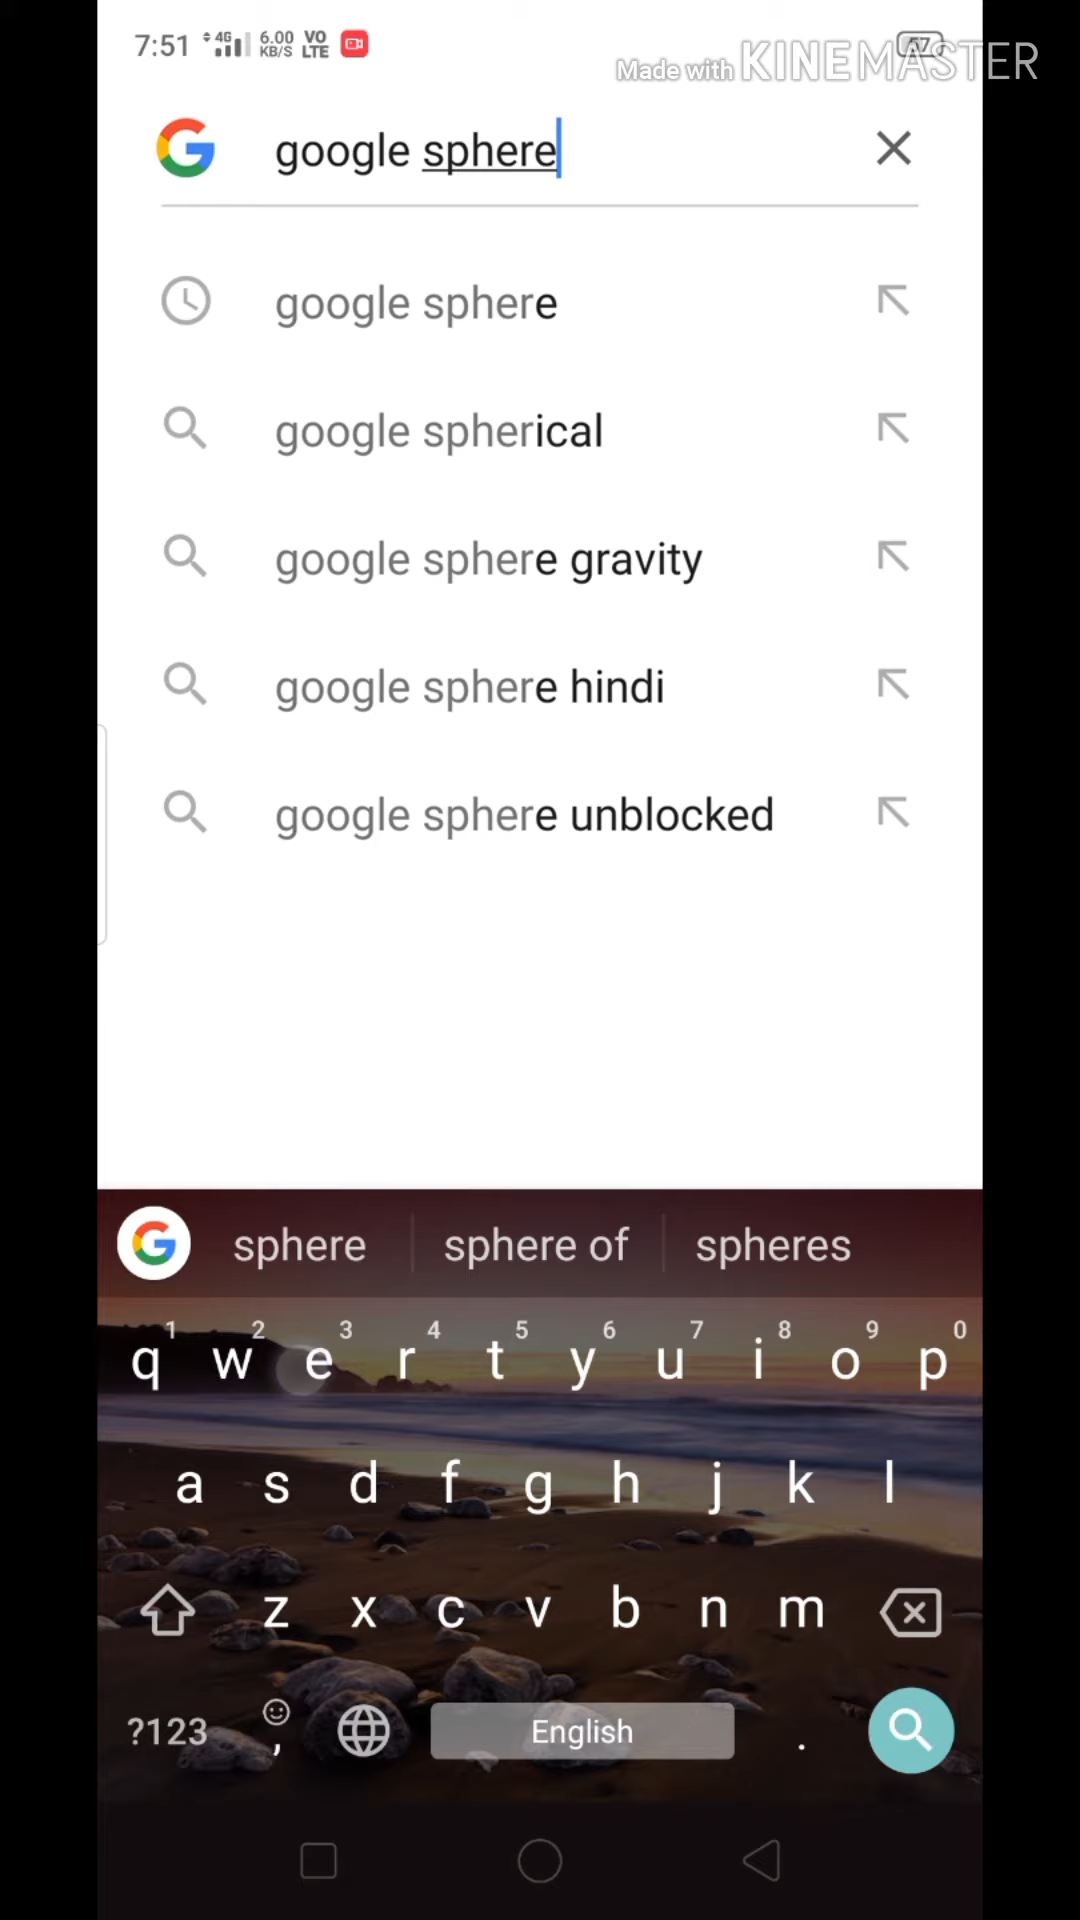 7:51 4G 6.00 KB/S VO LTE 57
Made with KINEMASTER
google sphere
google sphere
google spherical
google sphere gravity
google sphere hindi
google sphere unblocked
sphere sphere of spheres
1 2 3 4 5 6 7 8 9 0
q w e r t y u i o p
a s d f g h j k l
z x c v b n m
?123 , English .